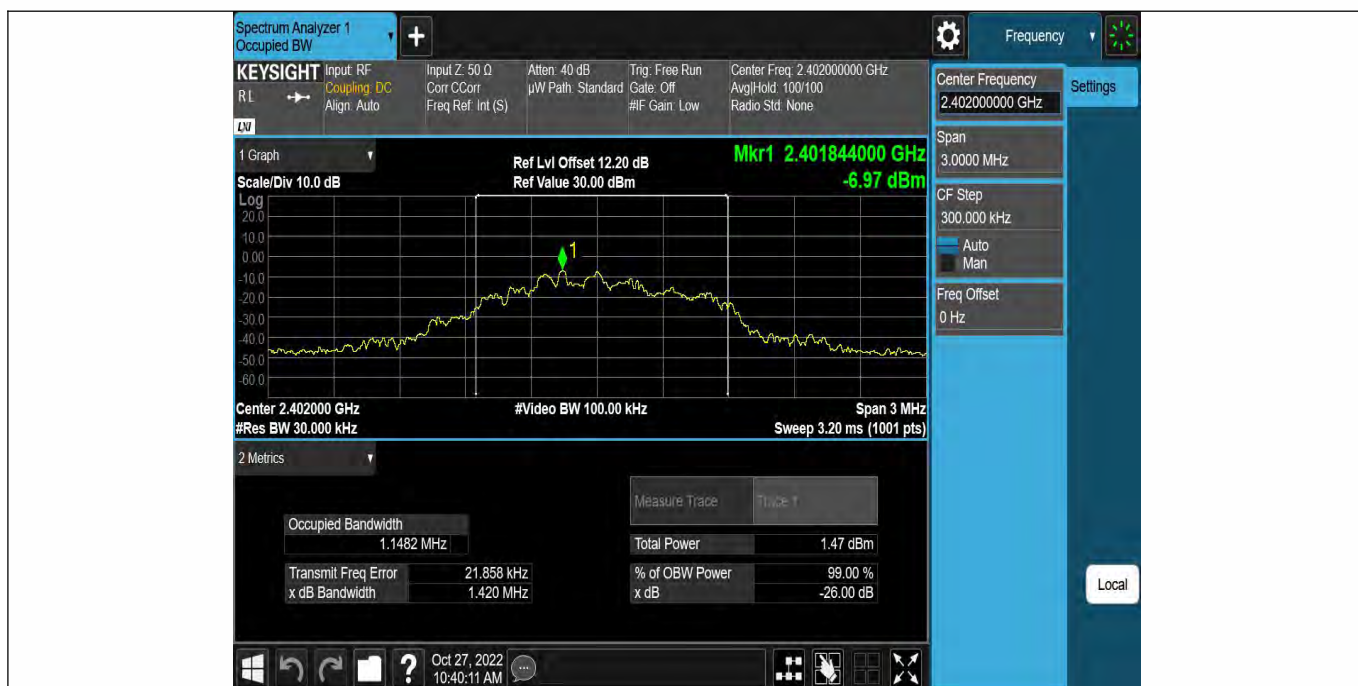 Spectrum Analyzer 1
Occupied BW
Frequency
KEYSIGHT
R L
LXI
Input: RF
Coupling: DC
Align: Auto
Input Z: 50 Ω
Corr CCorr
Freq Ref: Int (S)
Atten: 40 dB
µW Path: Standard
Trig: Free Run
Gate: Off
#IF Gain: Low
Center Freq: 2.402000000 GHz
Avg|Hold: 100/100
Radio Std: None
Center Frequency
2.402000000 GHz
Settings
Span
3.0000 MHz
CF Step
300.000 kHz
Auto
Man
Freq Offset
0 Hz
Local
1 Graph
Scale/Div 10.0 dB
Ref Lvl Offset 12.20 dB
Ref Value 30.00 dBm
Mkr1 2.401844000 GHz
-6.97 dBm
Log
20.0
10.0
0.00
-10.0
-20.0
-30.0
-40.0
-50.0
-60.0
1
Center 2.402000 GHz
#Res BW 30.000 kHz
#Video BW 100.00 kHz
Span 3 MHz
Sweep 3.20 ms (1001 pts)
2 Metrics
Measure Trace
Trace 1
Occupied Bandwidth
1.1482 MHz
Total Power
1.47 dBm
Transmit Freq Error
21.858 kHz
% of OBW Power
99.00 %
x dB Bandwidth
1.420 MHz
x dB
-26.00 dB
?
Oct 27, 2022
10:40:11 AM